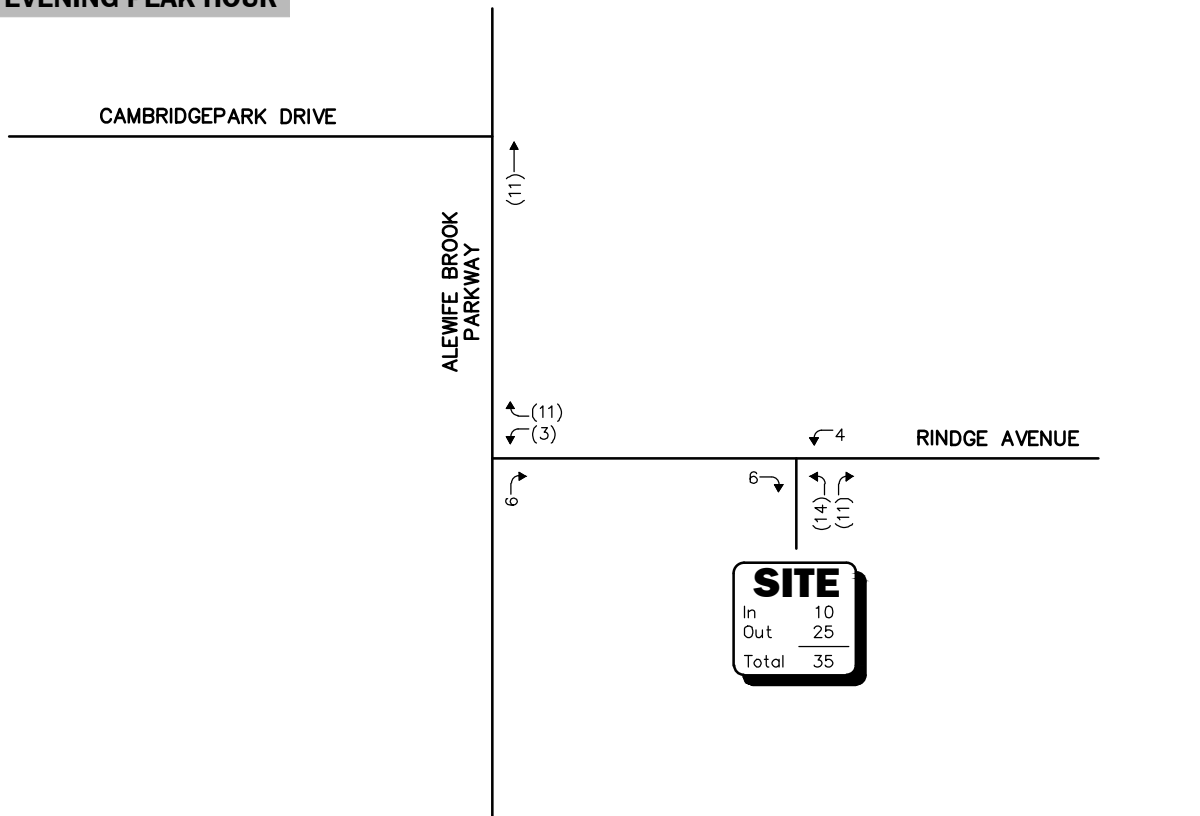 EVENING PEAK HOUR
CAMBRIDGEPARK DRIVE
(11)
ALEWIFE BROOK
PARKWAY
(11)
(3)
4
RINDGE AVENUE
6
6
(14)
(11)
SITE
In 10
Out 25
Total 35